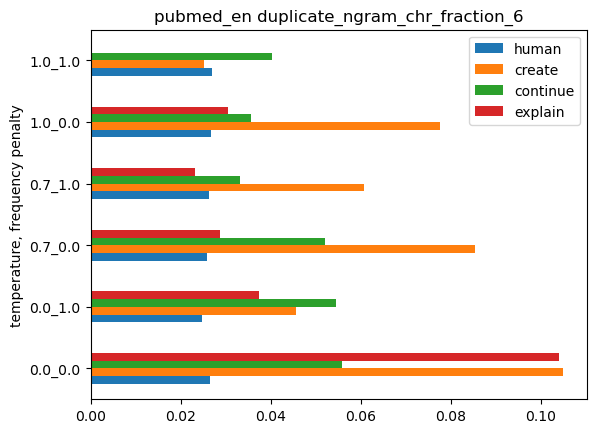 pubmed_en duplicate_ngram_chr_fraction_6
human
create
continue
explain
temperature, frequency penalty
1.0_1.0
1.0_0.0
0.7_1.0
0.7_0.0
0.0_1.0
0.0_0.0
0.00 0.02 0.04 0.06 0.08 0.10